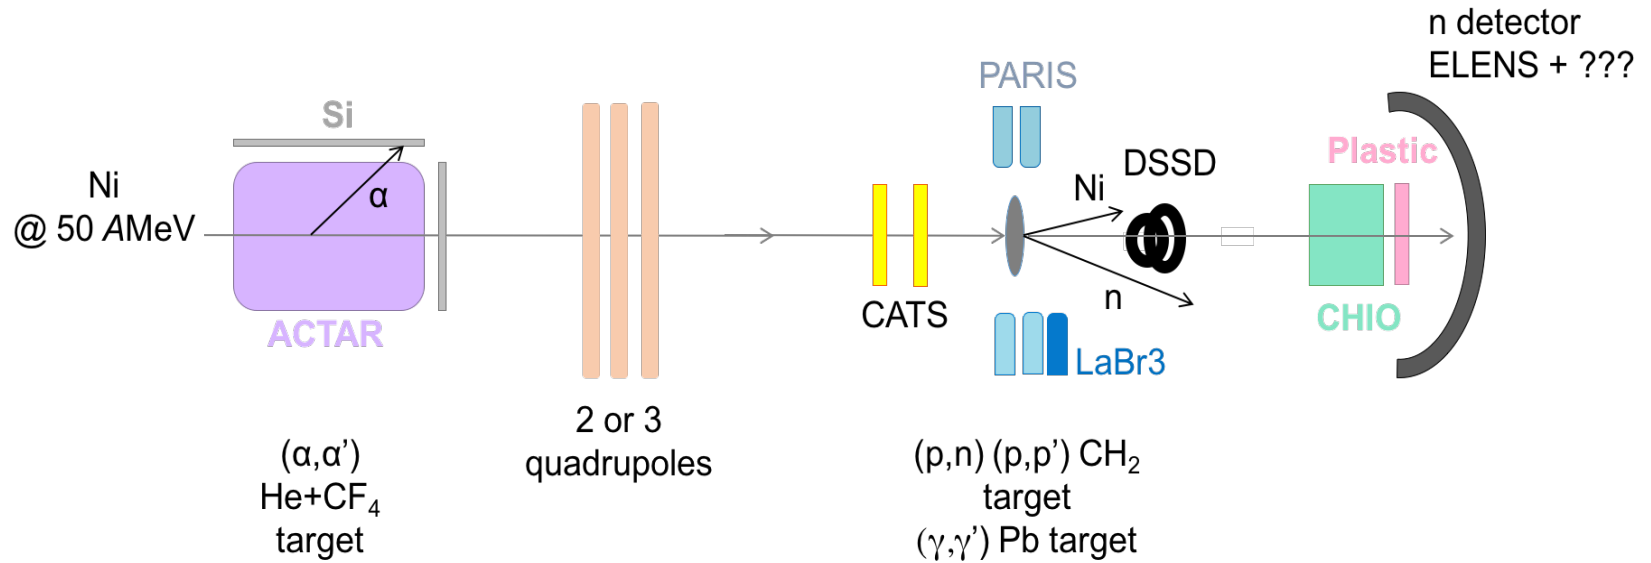 n detector
ELENS + ???
PARIS
Si
Plastic
DSSD
Ni
@ 50 AMeV
α
Ni
n
CATS
ACTAR
CHIO
LaBr3
2 or 3
quadrupoles
(α,α’)
He+CF₄
target
(p,n) (p,p’) CH₂
target
(γ,γ’) Pb target